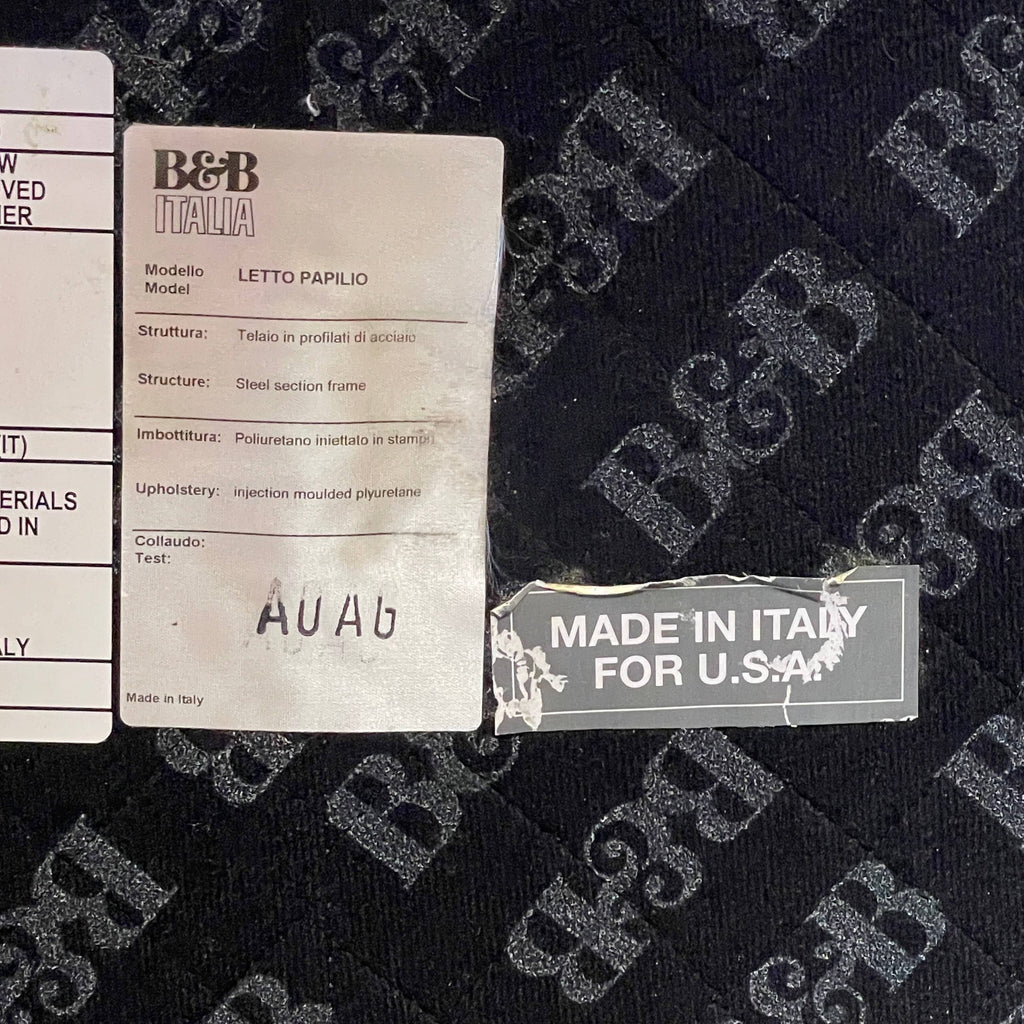 W
VED
IER
IT)
ERIALS
D IN
ALY
B&B
ITALIA
Modello LETTO PAPILIO
Model
Struttura: Telaio in profilati di acciaio
Structure: Steel section frame
Imbottitura: Poliuretano iniettato in stampi
Upholstery: injection moulded plyuretane
Collaudo:
Test:
Made in Italy
MADE IN ITALY
FOR U.S.A.
B&B
B&B
B&B
B&B
B&B